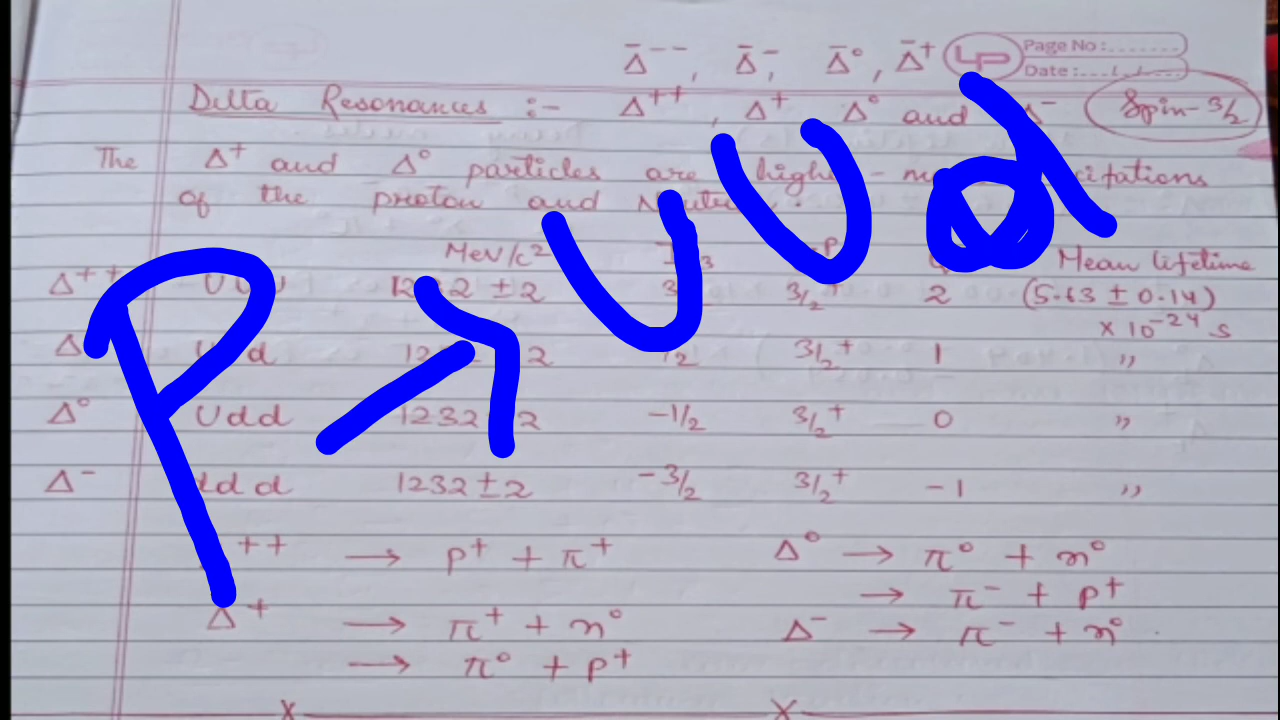 Δ̄⁻⁻, Δ̄⁻, Δ̄⁰, Δ̄⁺ LP Page No :.......
Date :..../..../....
Delta Resonances :- Δ⁺⁺, Δ⁺ Δ⁰ and Δ⁻ Spin-3/2
The Δ⁺ and Δ⁰ particles are
of the proton and
MeV/c² Mean lifetime
Δ⁺⁺ 3/2⁺ 2 (5.63 ± 0.14)
× 10⁻²⁴ s
3/2⁺ 1 ,,
Δ⁰ Udd 1232 2 -1/2 3/2⁺ 0 ,,
Δ⁻ ddd 1232±2 -3/2 3/2⁺ -1 ,,
++ → p⁺ + π⁺ Δ⁰ → π⁰ + n⁰
→ π⁻ + p⁺
Δ⁺ → π⁺ + n⁰ Δ⁻ → π⁻ + n⁰
→ π⁰ + p⁺
P → UUd